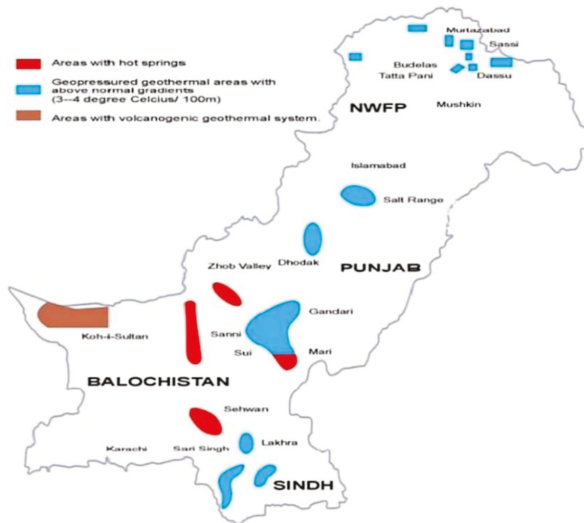 Areas with hot springs
Geopressured geothermal areas with
above normal gradients
(3--4 degree Celcius/ 100m)
Areas with volcanogenic geothermal system.
Murtazabad
Sassi
Budelas
Tatta Pani
Dassu
Mushkin
NWFP
Islamabad
Salt Range
Dhodak
Zhob Valley
PUNJAB
Gandari
Koh-i-Sultan
Sanni
Sui
Mari
BALOCHISTAN
Sehwan
Karachi
Sari Singh
Lakhra
SINDH